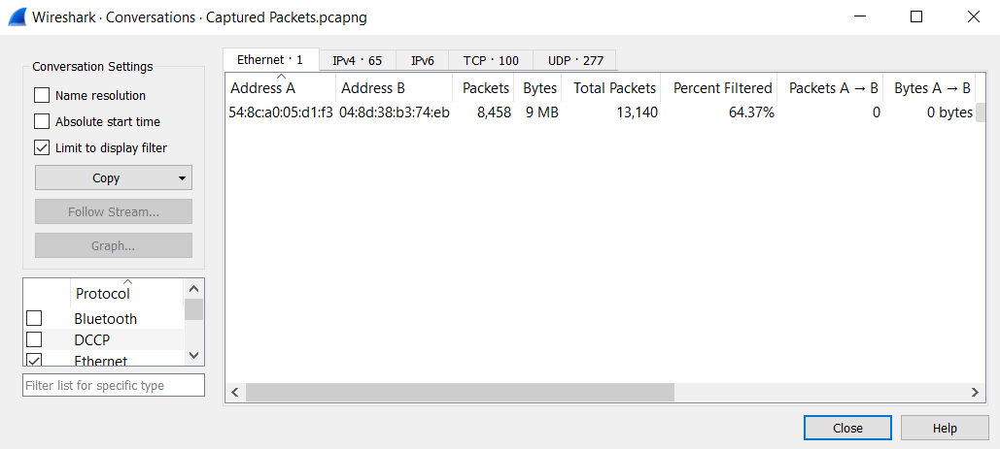 Wireshark · Conversations · Captured Packets.pcapng
Conversation Settings
Name resolution
Absolute start time
Limit to display filter
Copy
Follow Stream...
Graph...
Protocol
Bluetooth
DCCP
Ethernet
Filter list for specific type
Ethernet · 1 IPv4 · 65 IPv6 TCP · 100 UDP · 277
Address A Address B Packets Bytes Total Packets Percent Filtered Packets A → B Bytes A → B
54:8c:a0:05:d1:f3 04:8d:38:b3:74:eb 8,458 9 MB 13,140 64.37% 0 0 bytes
Close Help